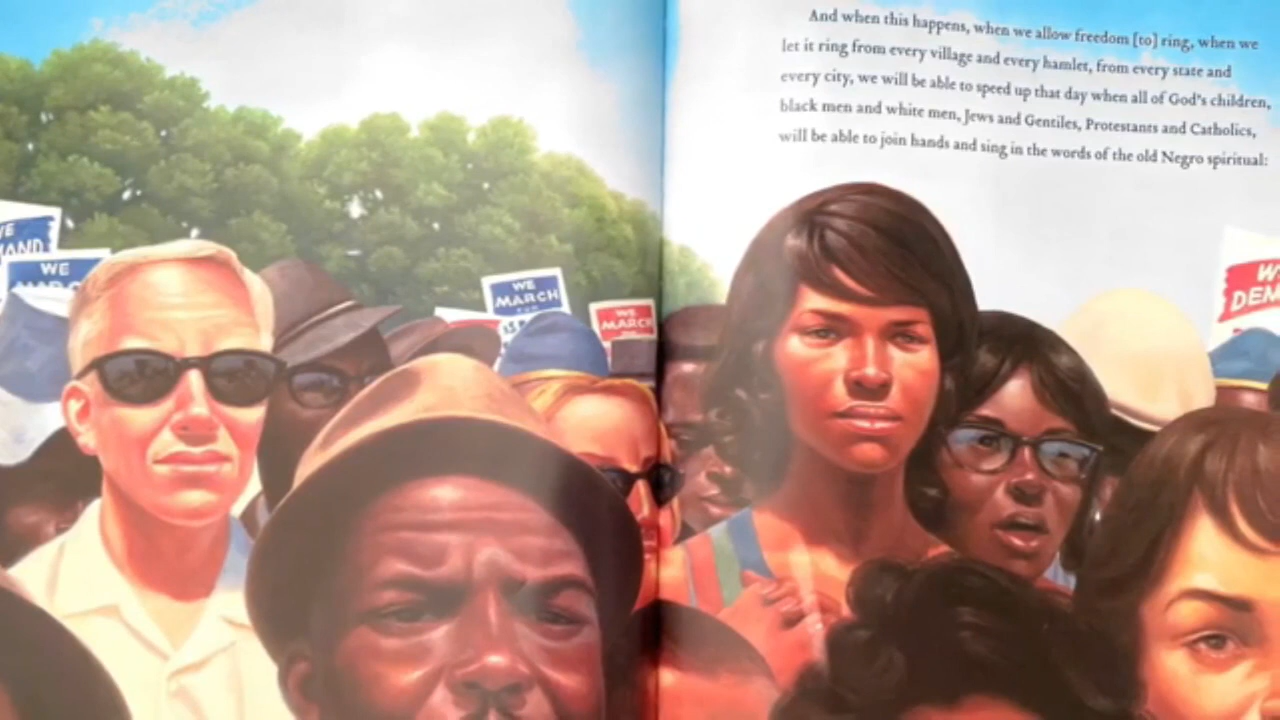 And when this happens, when we allow freedom [to] ring, when we
let it ring from every village and every hamlet, from every state and
every city, we will be able to speed up that day when all of God's children,
black men and white men, Jews and Gentiles, Protestants and Catholics,
will be able to join hands and sing in the words of the old Negro spiritual:
WE
WE
MARCH
WE
MARCH